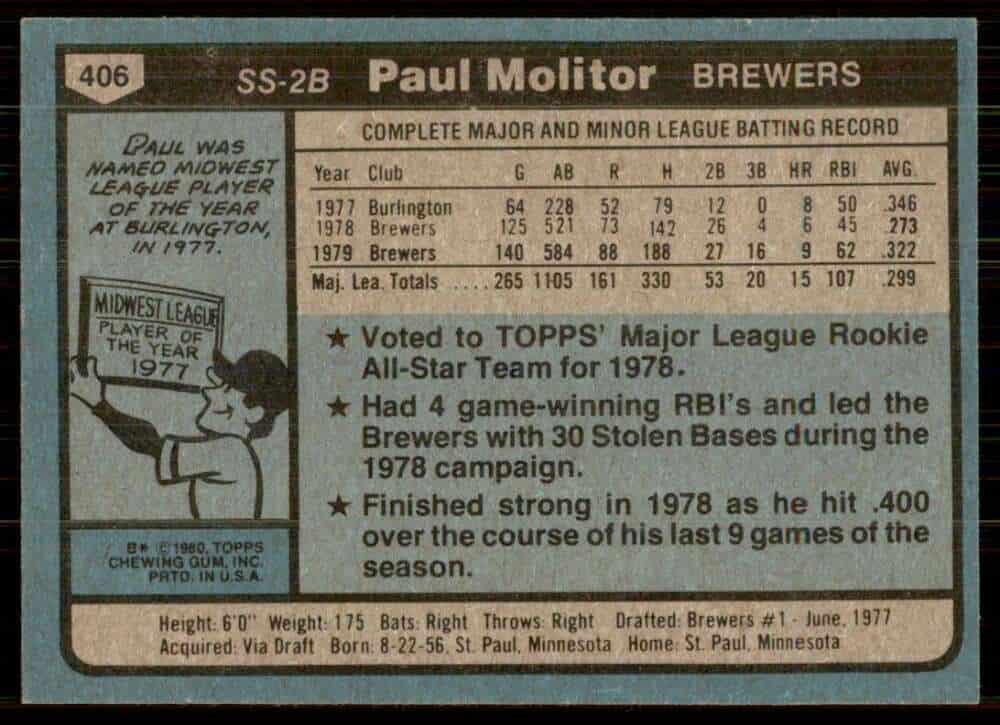 406 SS-2B Paul Molitor BREWERS
PAUL WAS
NAMED MIDWEST
LEAGUE PLAYER
OF THE YEAR
AT BURLINGTON,
IN 1977.
MIDWEST LEAGUE
PLAYER OF
THE YEAR
1977
B* © 1980, TOPPS
CHEWING GUM, INC.
PRTD. IN U.S.A.
COMPLETE MAJOR AND MINOR LEAGUE BATTING RECORD
Year Club G AB R H 2B 3B HR RBI AVG.
1977 Burlington 64 228 52 79 12 0 8 50 .346
1978 Brewers 125 521 73 142 26 4 6 45 .273
1979 Brewers 140 584 88 188 27 16 9 62 .322
Maj. Lea. Totals .... 265 1105 161 330 53 20 15 107 .299
★ Voted to TOPPS' Major League Rookie
All-Star Team for 1978.
★ Had 4 game-winning RBI's and led the
Brewers with 30 Stolen Bases during the
1978 campaign.
★ Finished strong in 1978 as he hit .400
over the course of his last 9 games of the
season.
Height: 6'0" Weight: 175 Bats: Right Throws: Right Drafted: Brewers #1 - June, 1977
Acquired: Via Draft Born: 8-22-56, St. Paul, Minnesota Home: St. Paul, Minnesota